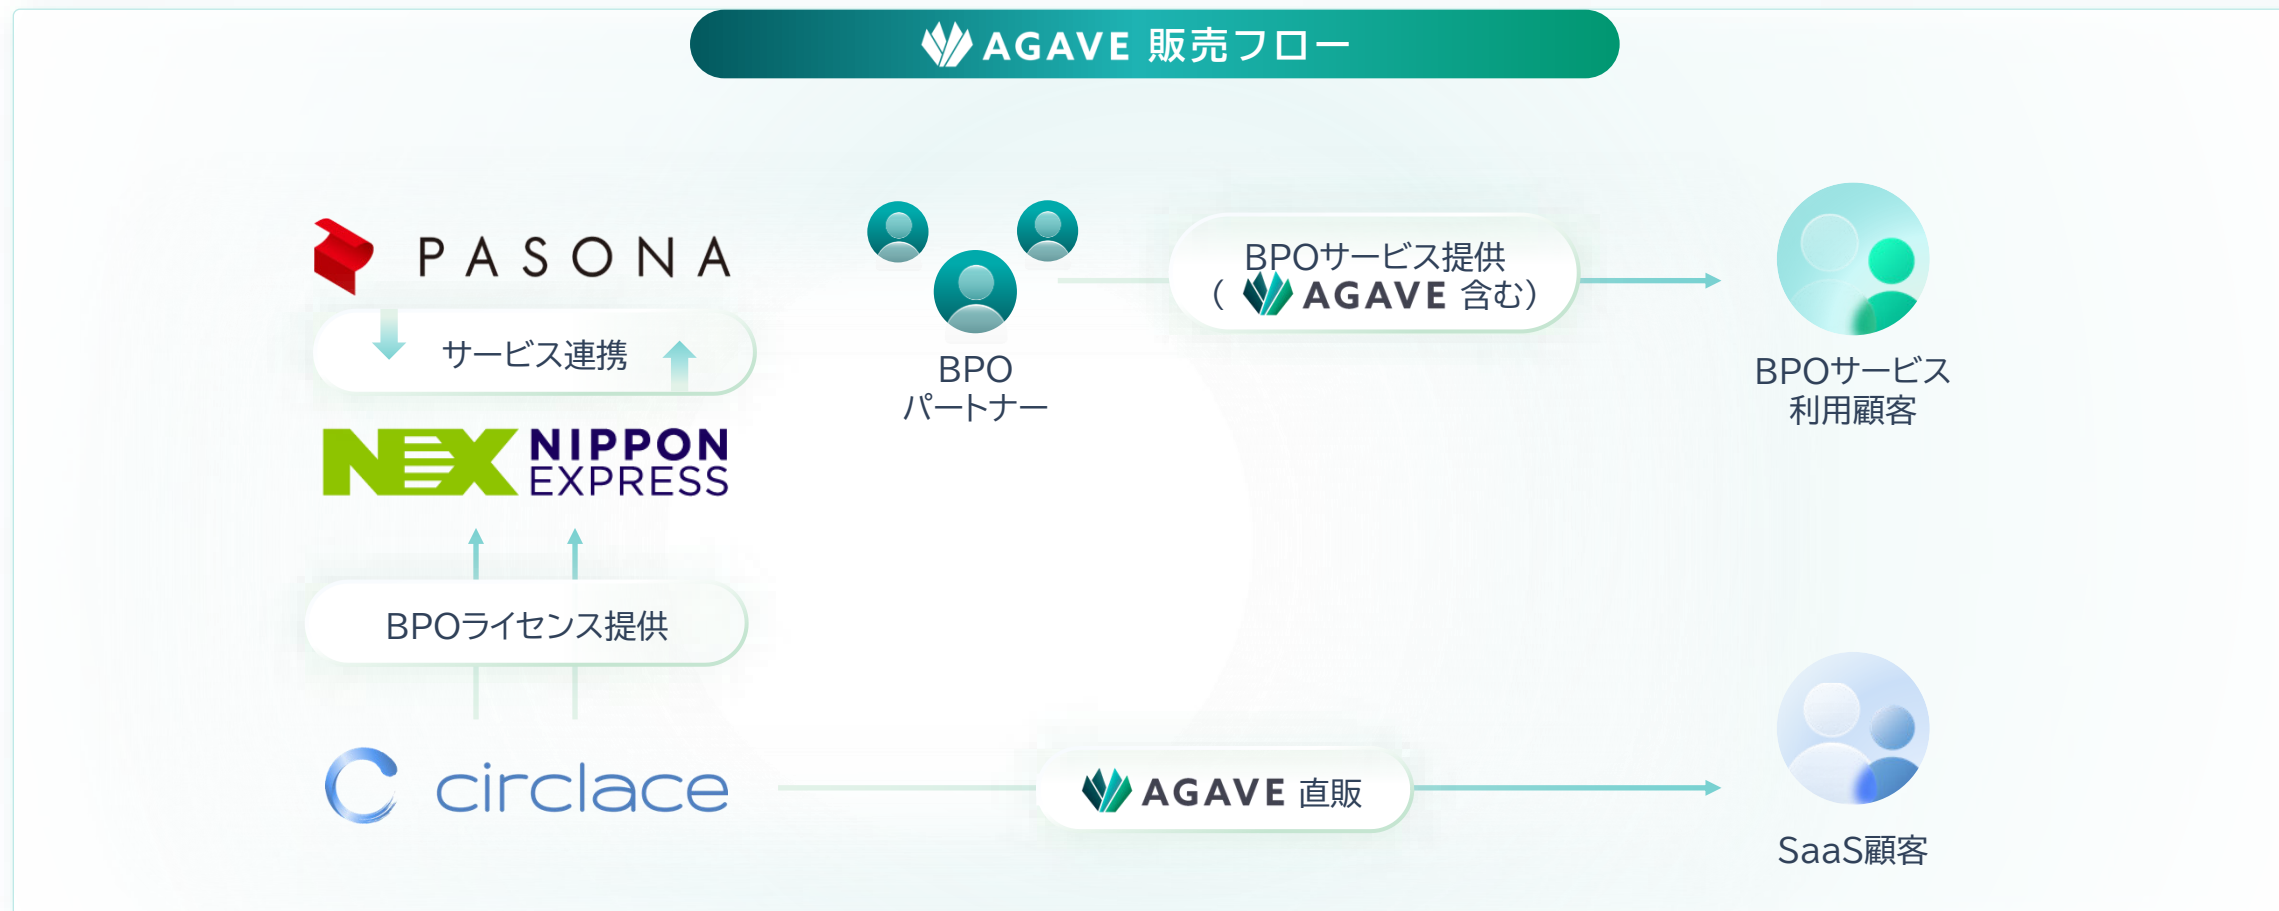 AGAVE 販売フロー
PASONA
サービス連携
NEX NIPPON
EXPRESS
BPOライセンス提供
circlace
BPO
パートナー
BPOサービス提供
( AGAVE 含む)
BPOサービス
利用顧客
AGAVE 直販
SaaS顧客